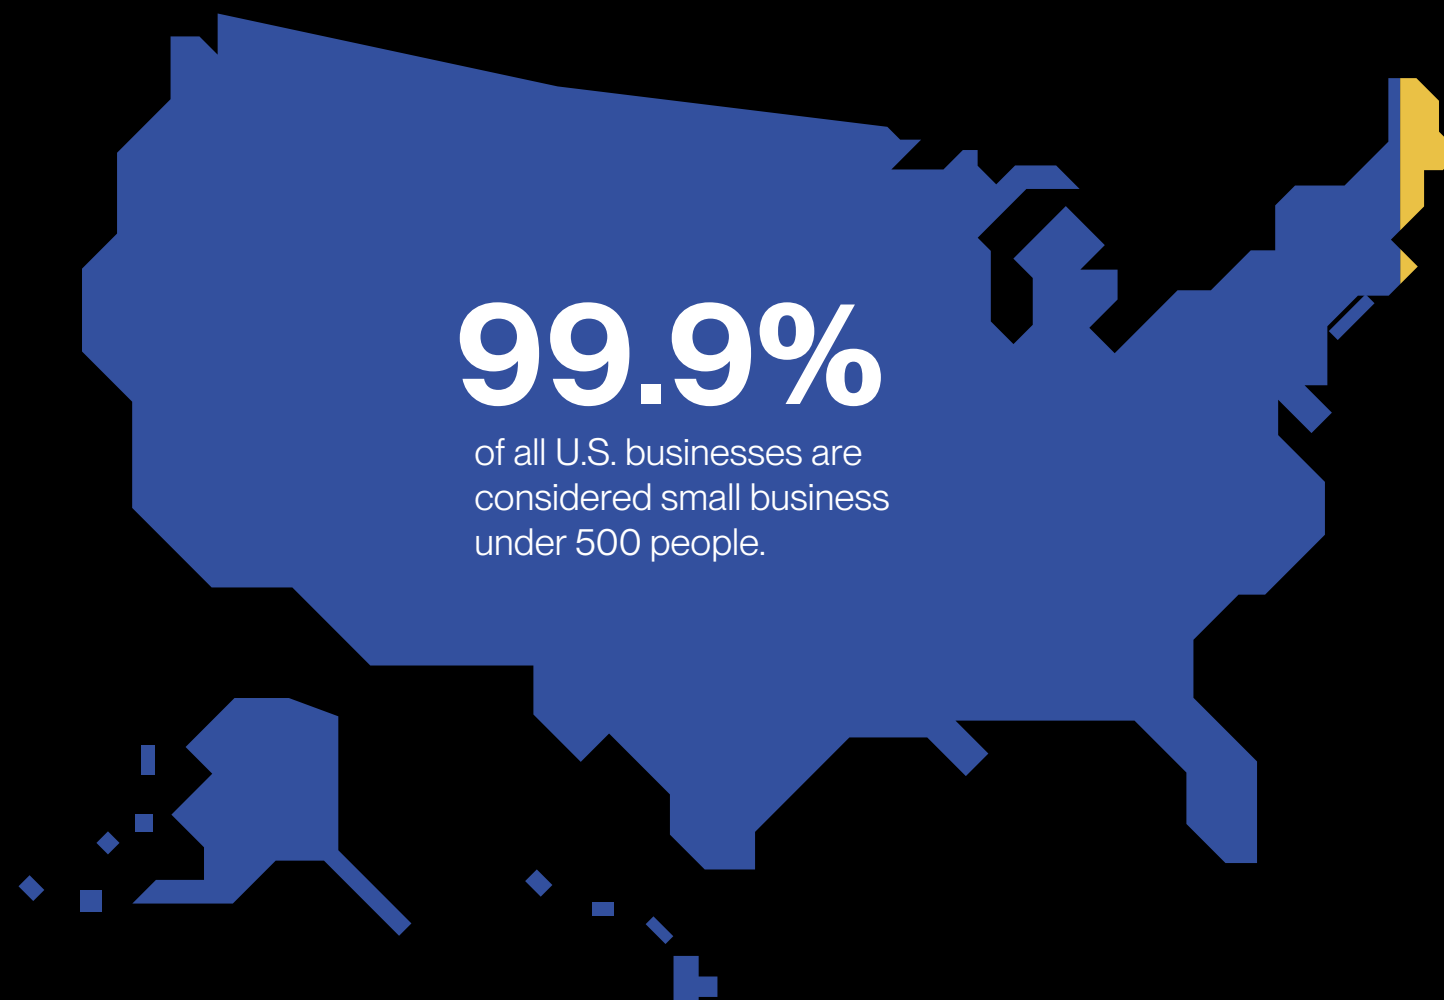 99.9%
of all U.S. businesses are
considered small business
under 500 people.